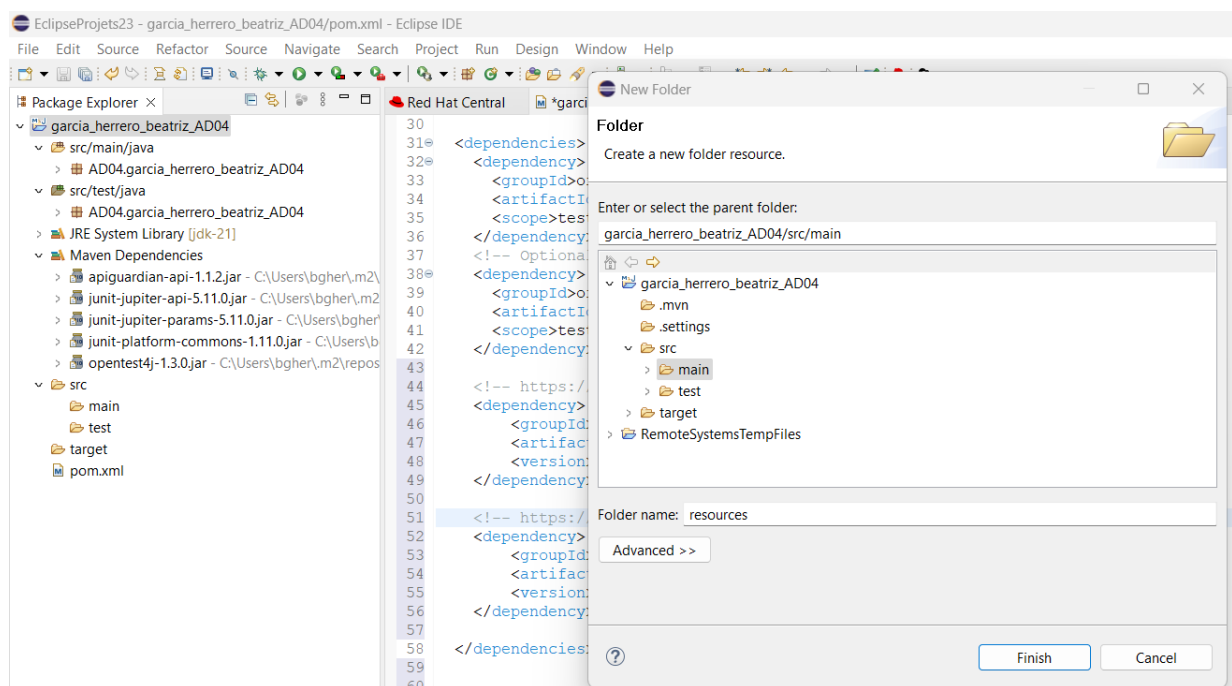 EclipseProjets23 - garcia_herrero_beatriz_AD04/pom.xml - Eclipse IDE
File Edit Source Refactor Source Navigate Search Project Run Design Window Help
Package Explorer
garcia_herrero_beatriz_AD04
src/main/java
AD04.garcia_herrero_beatriz_AD04
src/test/java
AD04.garcia_herrero_beatriz_AD04
JRE System Library [jdk-21]
Maven Dependencies
apiguardian-api-1.1.2.jar - C:\Users\bgher\.m2\
junit-jupiter-api-5.11.0.jar - C:\Users\bgher\.m2
junit-jupiter-params-5.11.0.jar - C:\Users\bgher\
junit-platform-commons-1.11.0.jar - C:\Users\b
opentest4j-1.3.0.jar - C:\Users\bgher\.m2\repos
src
main
test
target
pom.xml
Red Hat Central *garci
30
31 <dependencies>
32 <dependency>
33 <groupId>o
34 <artifactI
35 <scope>tes
36 </dependency
37 <!-- Optiona
38 <dependency>
39 <groupId>o
40 <artifactI
41 <scope>tes
42 </dependency
43
44 <!-- https:/
45 <dependency>
46 <groupId
47 <artifac
48 <version
49 </dependency
50
51 <!-- https:/
52 <dependency>
53 <groupId
54 <artifac
55 <version
56 </dependency
57
58 </dependencies
59
60
New Folder
Folder
Create a new folder resource.
Enter or select the parent folder:
garcia_herrero_beatriz_AD04/src/main
garcia_herrero_beatriz_AD04
.mvn
.settings
src
main
test
target
RemoteSystemsTempFiles
Folder name: resources
Advanced >>
Finish Cancel